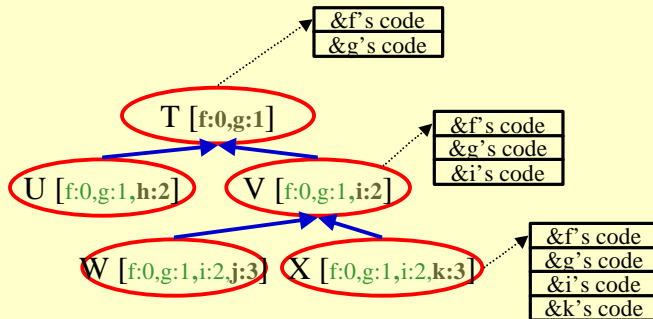 &f's code
&g's code
T [f:0,g:1]
&f's code
&g's code
&i's code
U [f:0,g:1,h:2]
V [f:0,g:1,i:2]
W [f:0,g:1,i:2,j:3]
X [f:0,g:1,i:2,k:3]
&f's code
&g's code
&i's code
&k's code